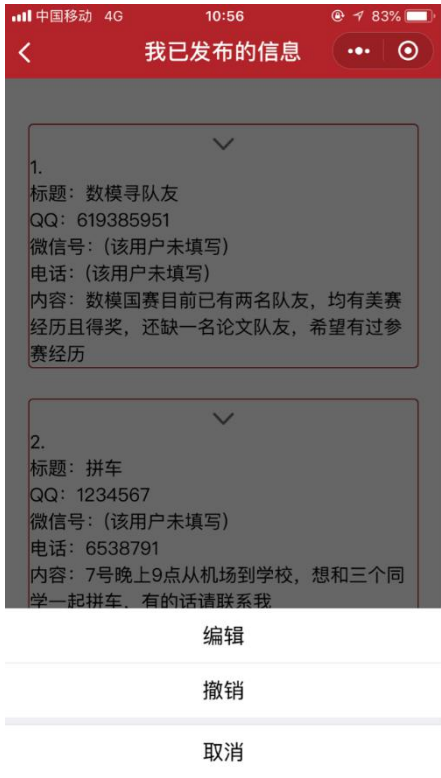 中国移动 4G 10:56 83%
我已发布的信息
1.
标题：数模寻队友
QQ：619385951
微信号：（该用户未填写）
电话：（该用户未填写）
内容：数模国赛目前已有两名队友，均有美赛
经历且得奖，还缺一名论文队友，希望有过参
赛经历
2.
标题：拼车
QQ：1234567
微信号：（该用户未填写）
电话：6538791
内容：7号晚上9点从机场到学校，想和三个同
学一起拼车，有的话请联系我
编辑
撤销
取消